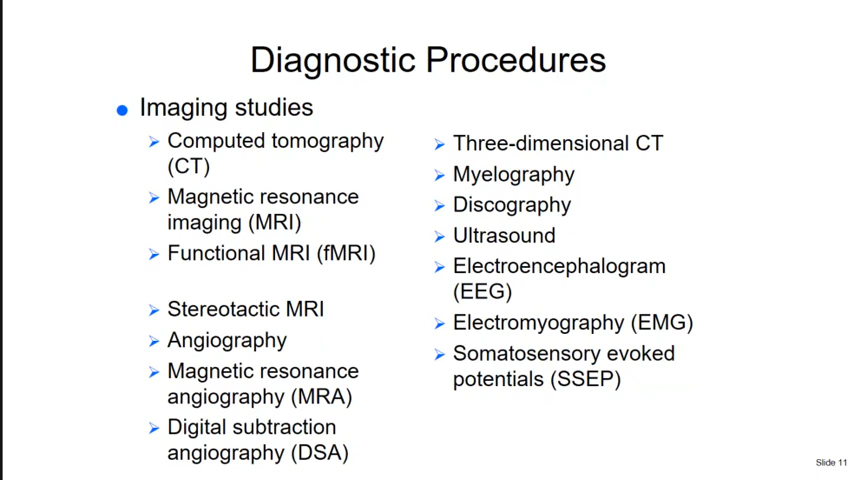 Diagnostic Procedures
Imaging studies
Computed tomography
(CT)
Magnetic resonance
imaging (MRI)
Functional MRI (fMRI)
Stereotactic MRI
Angiography
Magnetic resonance
angiography (MRA)
Digital subtraction
angiography (DSA)
Three-dimensional CT
Myelography
Discography
Ultrasound
Electroencephalogram
(EEG)
Electromyography (EMG)
Somatosensory evoked
potentials (SSEP)
Slide 11